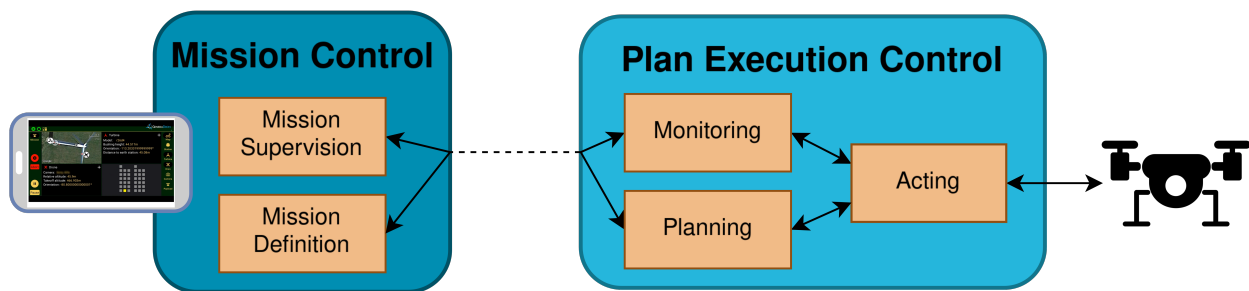 Mission Control
Mission
Supervision
Mission
Definition
Plan Execution Control
Monitoring
Planning
Acting